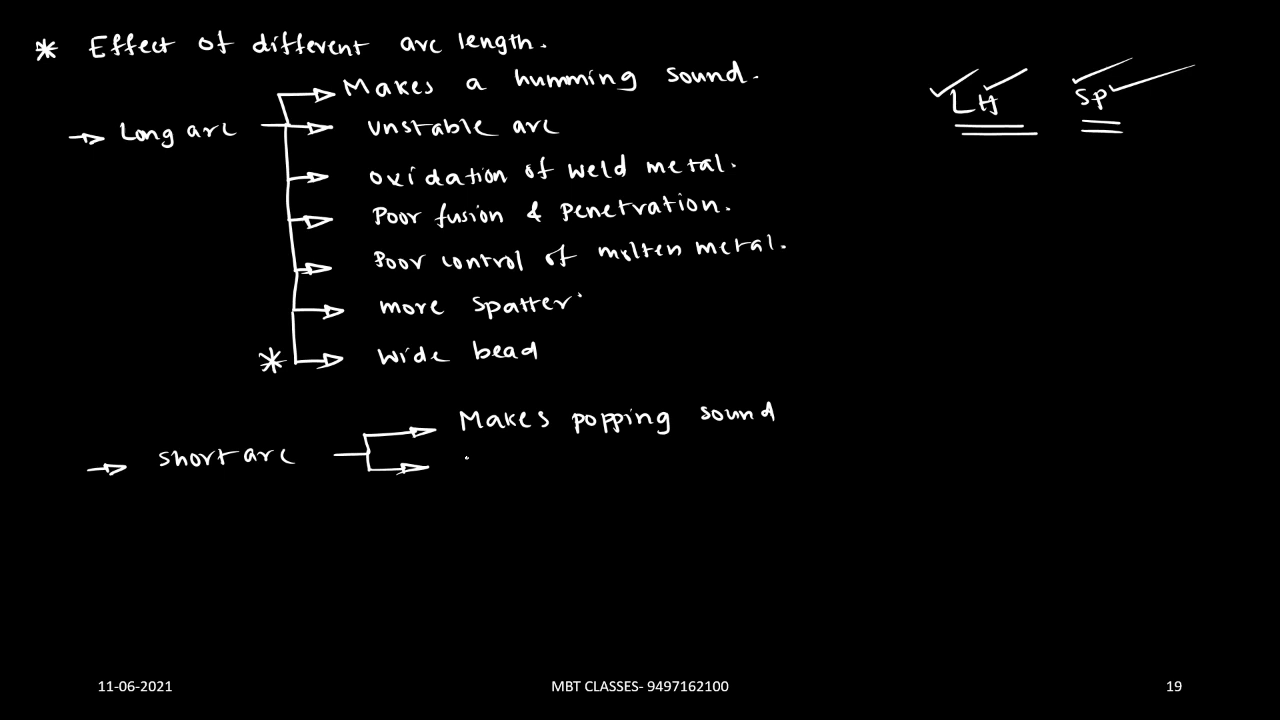 * Effect of different arc length.
LH SP
Makes a humming sound.
→ Long arc unstable arc
oxidation of weld metal.
Poor fusion & penetration.
Poor control of molten metal.
more spatter
* wide bead
Makes popping sound
→ short arc
11-06-2021 MBT CLASSES- 9497162100 19